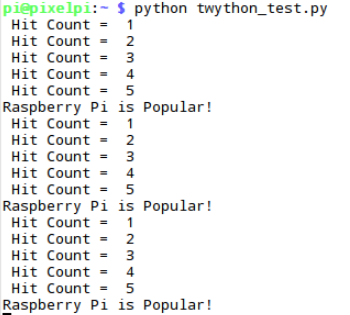 pi@pixelpi:~ $ python twython_test.py
Hit Count =  1
Hit Count =  2
Hit Count =  3
Hit Count =  4
Hit Count =  5
Raspberry Pi is Popular!
Hit Count =  1
Hit Count =  2
Hit Count =  3
Hit Count =  4
Hit Count =  5
Raspberry Pi is Popular!
Hit Count =  1
Hit Count =  2
Hit Count =  3
Hit Count =  4
Hit Count =  5
Raspberry Pi is Popular!